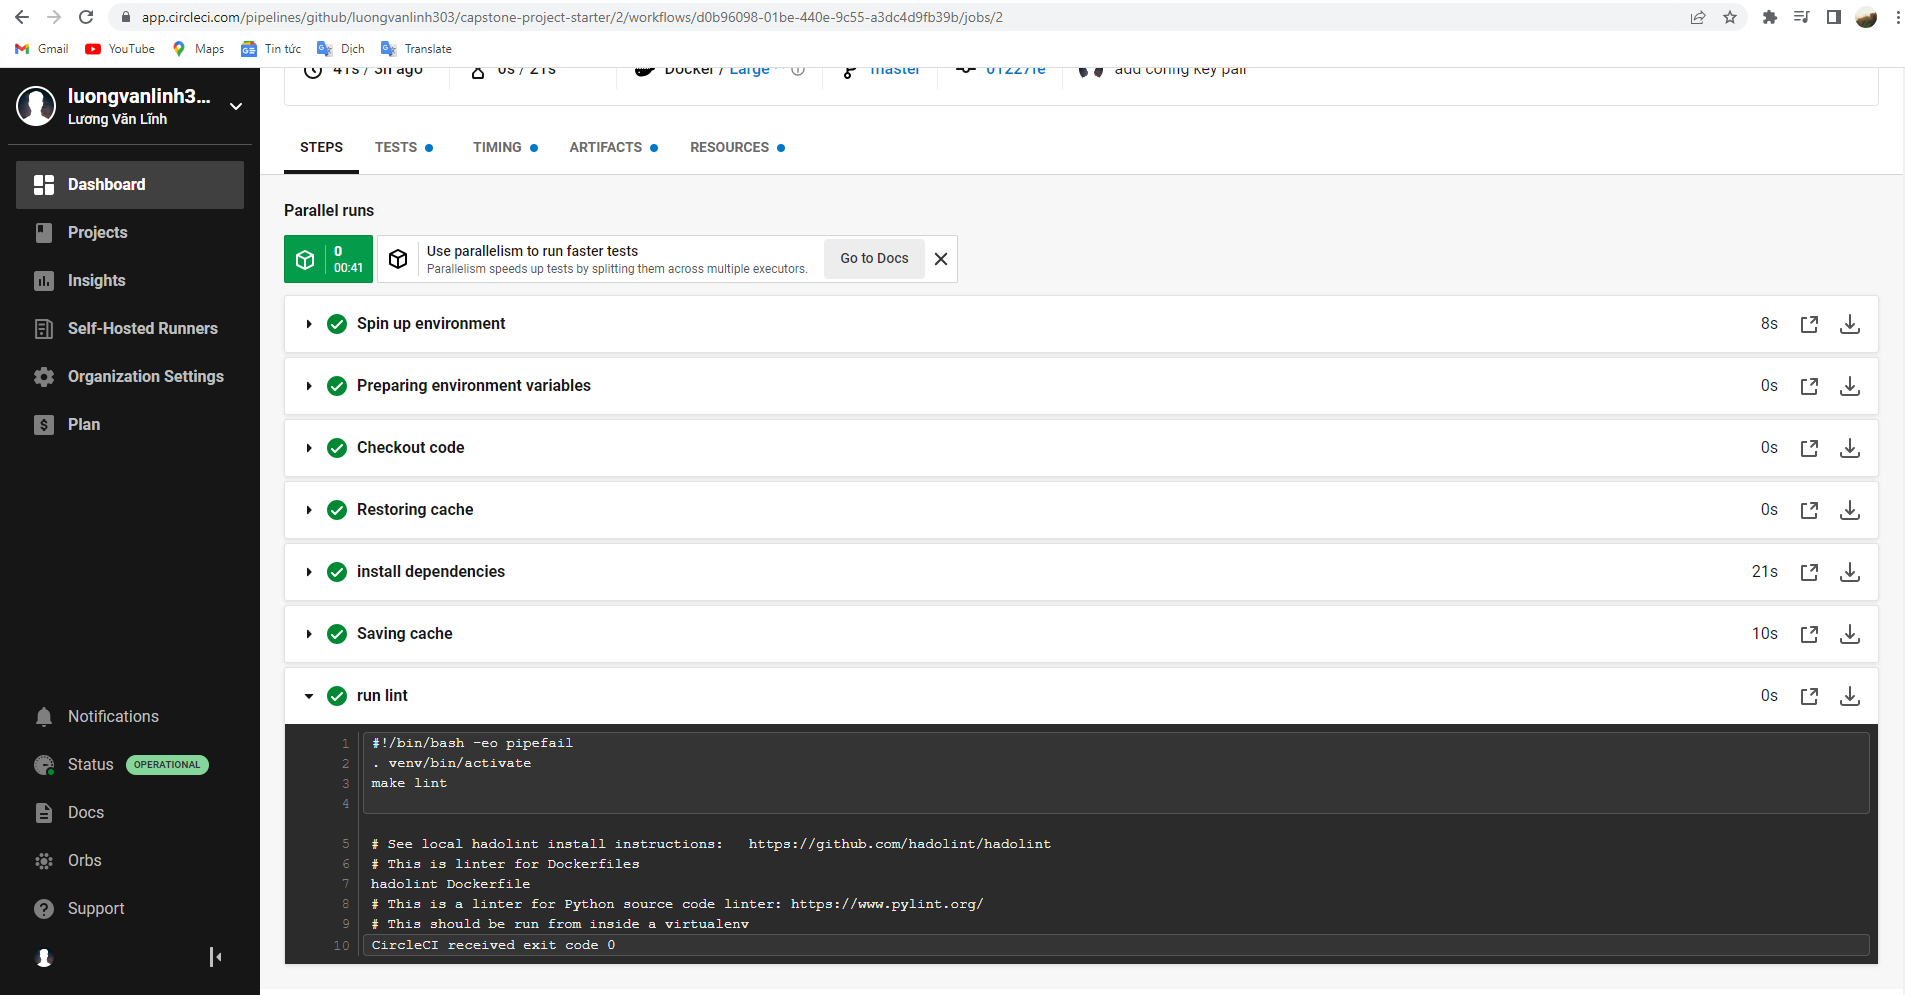 app.circleci.com/pipelines/github/luongvanlinh303/capstone-project-starter/2/workflows/d0b96098-01be-440e-9c55-a3dc4d9fb39b/jobs/2
Gmail YouTube Maps Tin tức Dịch Translate
luongvanlinh3...
Lương Văn Lĩnh
Dashboard
Projects
Insights
Self-Hosted Runners
Organization Settings
Plan
Notifications
Status OPERATIONAL
Docs
Orbs
Support
41s / 3h ago 0s / 21s Docker / Large master 01227fe add config key pair
STEPS TESTS TIMING ARTIFACTS RESOURCES
Parallel runs
0
00:41
Use parallelism to run faster tests
Parallelism speeds up tests by splitting them across multiple executors.
Go to Docs
Spin up environment 8s
Preparing environment variables 0s
Checkout code 0s
Restoring cache 0s
install dependencies 21s
Saving cache 10s
run lint 0s
1 #!/bin/bash -eo pipefail
2 . venv/bin/activate
3 make lint
4
5 # See local hadolint install instructions:   https://github.com/hadolint/hadolint
6 # This is linter for Dockerfiles
7 hadolint Dockerfile
8 # This is a linter for Python source code linter: https://www.pylint.org/
9 # This should be run from inside a virtualenv
10 CircleCI received exit code 0